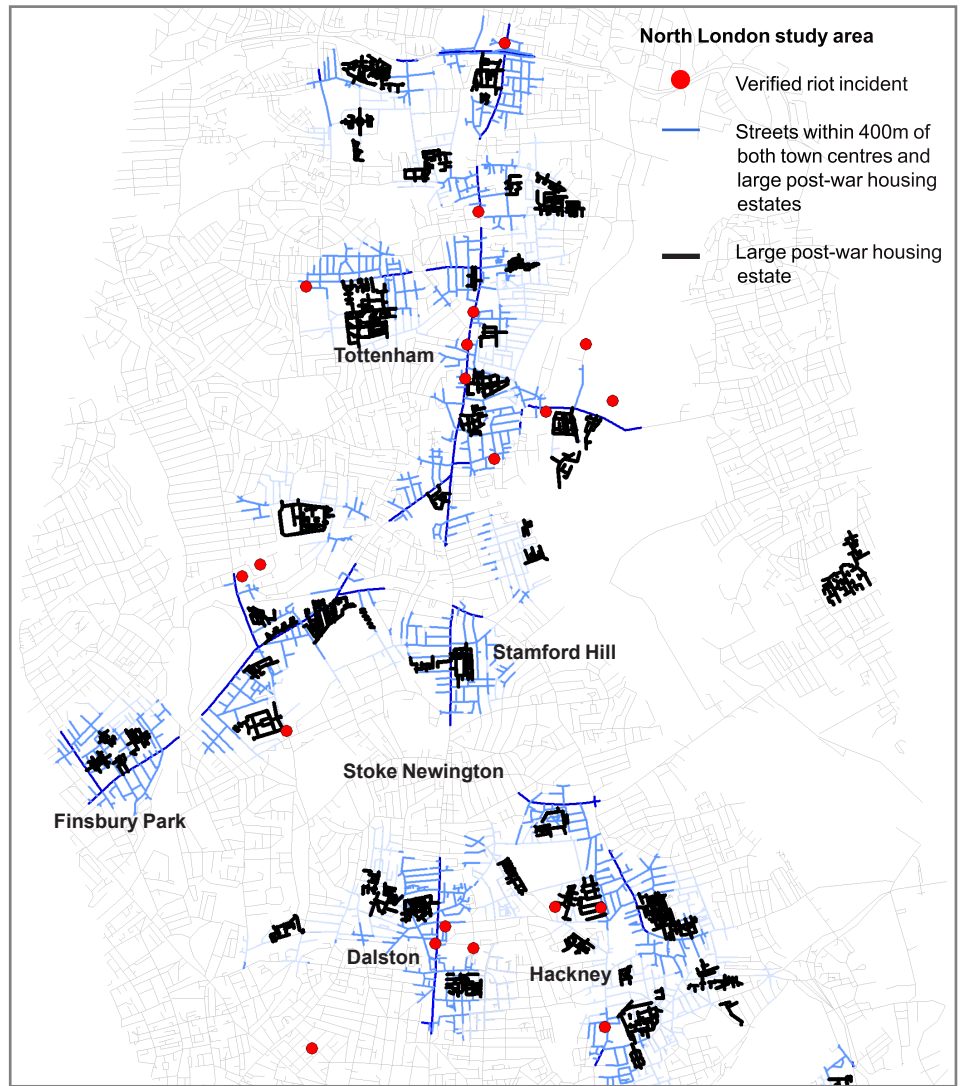 North London study area
Verified riot incident
Streets within 400m of
both town centres and
large post-war housing
estates
Large post-war housing
estate
Tottenham
Stamford Hill
Stoke Newington
Finsbury Park
Dalston
Hackney